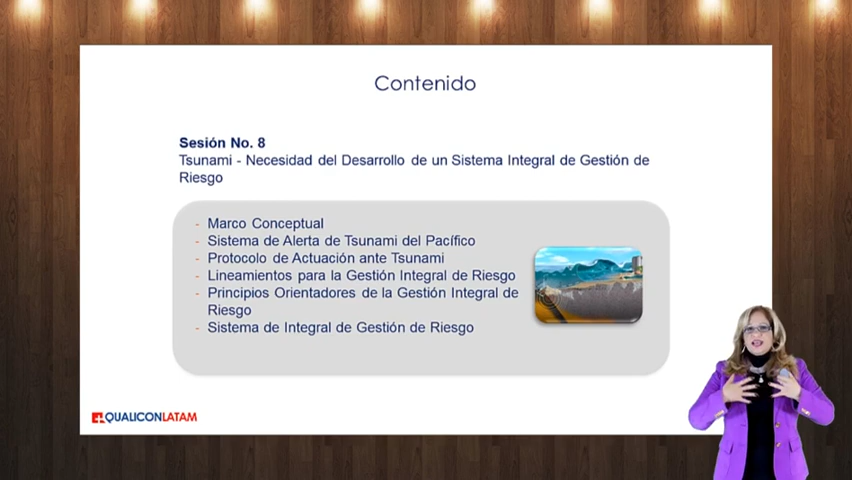 Contenido
Sesión No. 8
Tsunami - Necesidad del Desarrollo de un Sistema Integral de Gestión de
Riesgo
- Marco Conceptual
- Sistema de Alerta de Tsunami del Pacífico
- Protocolo de Actuación ante Tsunami
- Lineamientos para la Gestión Integral de Riesgo
- Principios Orientadores de la Gestión Integral de
Riesgo
- Sistema de Integral de Gestión de Riesgo
QUALICONLATAM